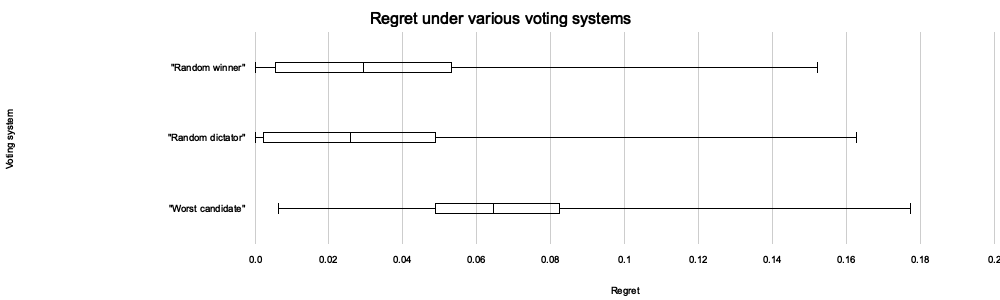 Regret under various voting systems
Voting system
"Random winner"
"Random dictator"
"Worst candidate"
0.0 0.02 0.04 0.06 0.08 0.1 0.12 0.14 0.16 0.18 0.2
Regret